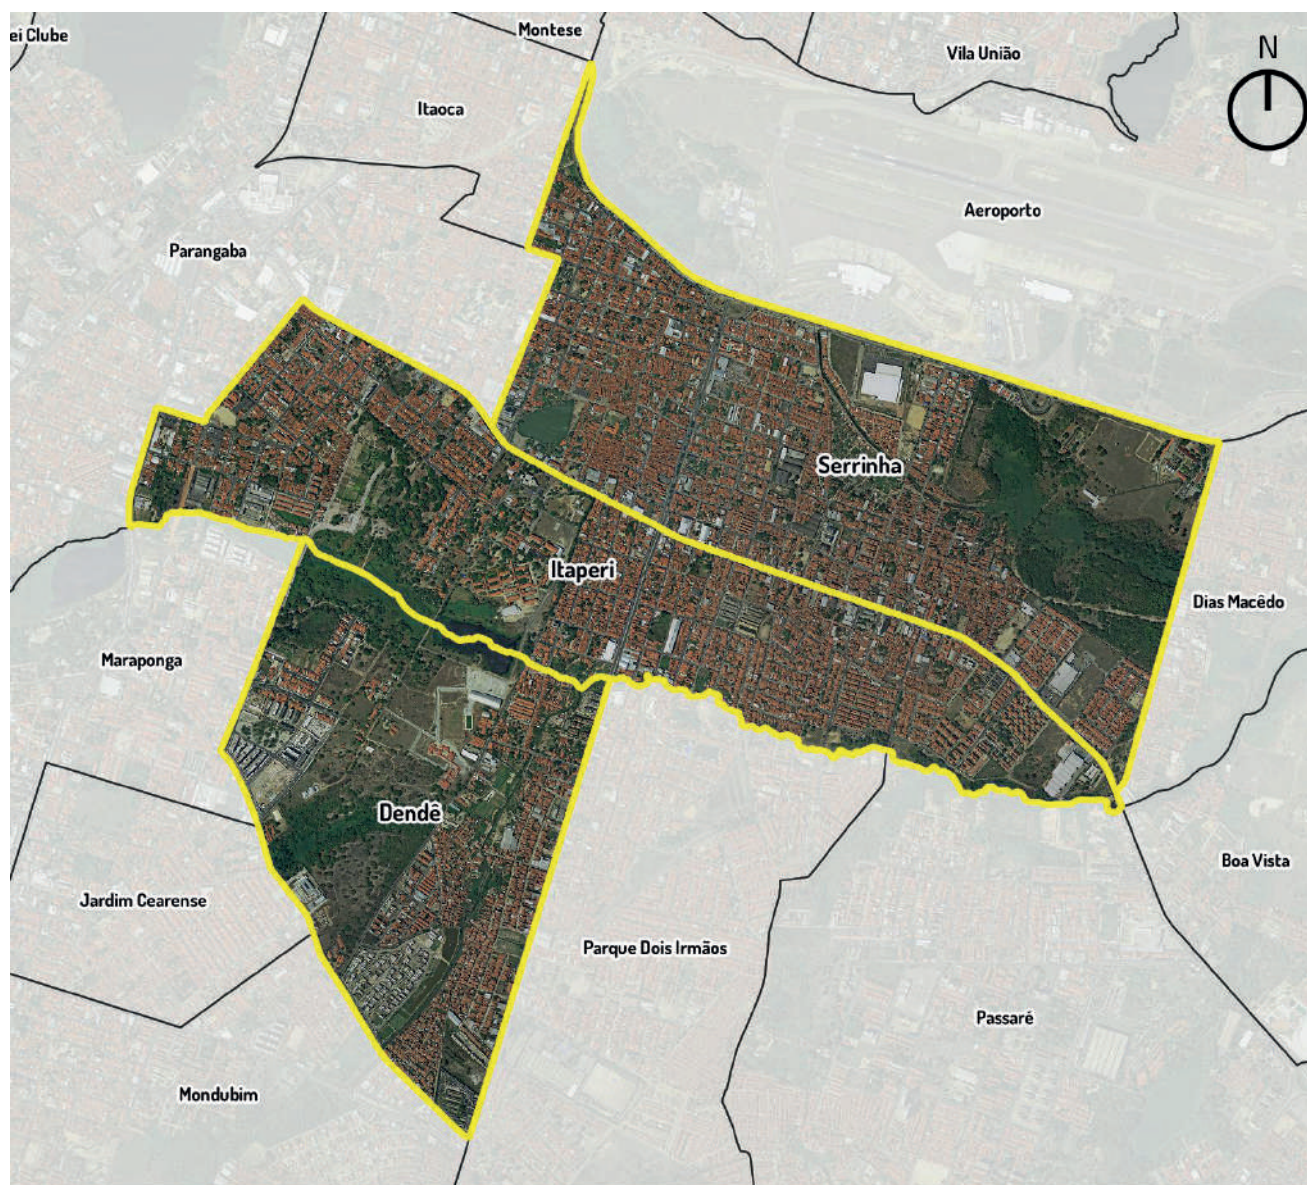 ei Clube
Montese
Vila União
N
Itaoca
Aeroporto
Parangaba
Serrinha
Itaperi
Dias Macêdo
Maraponga
Dendê
Boa Vista
Jardim Cearense
Parque Dois Irmãos
Passaré
Mondubim